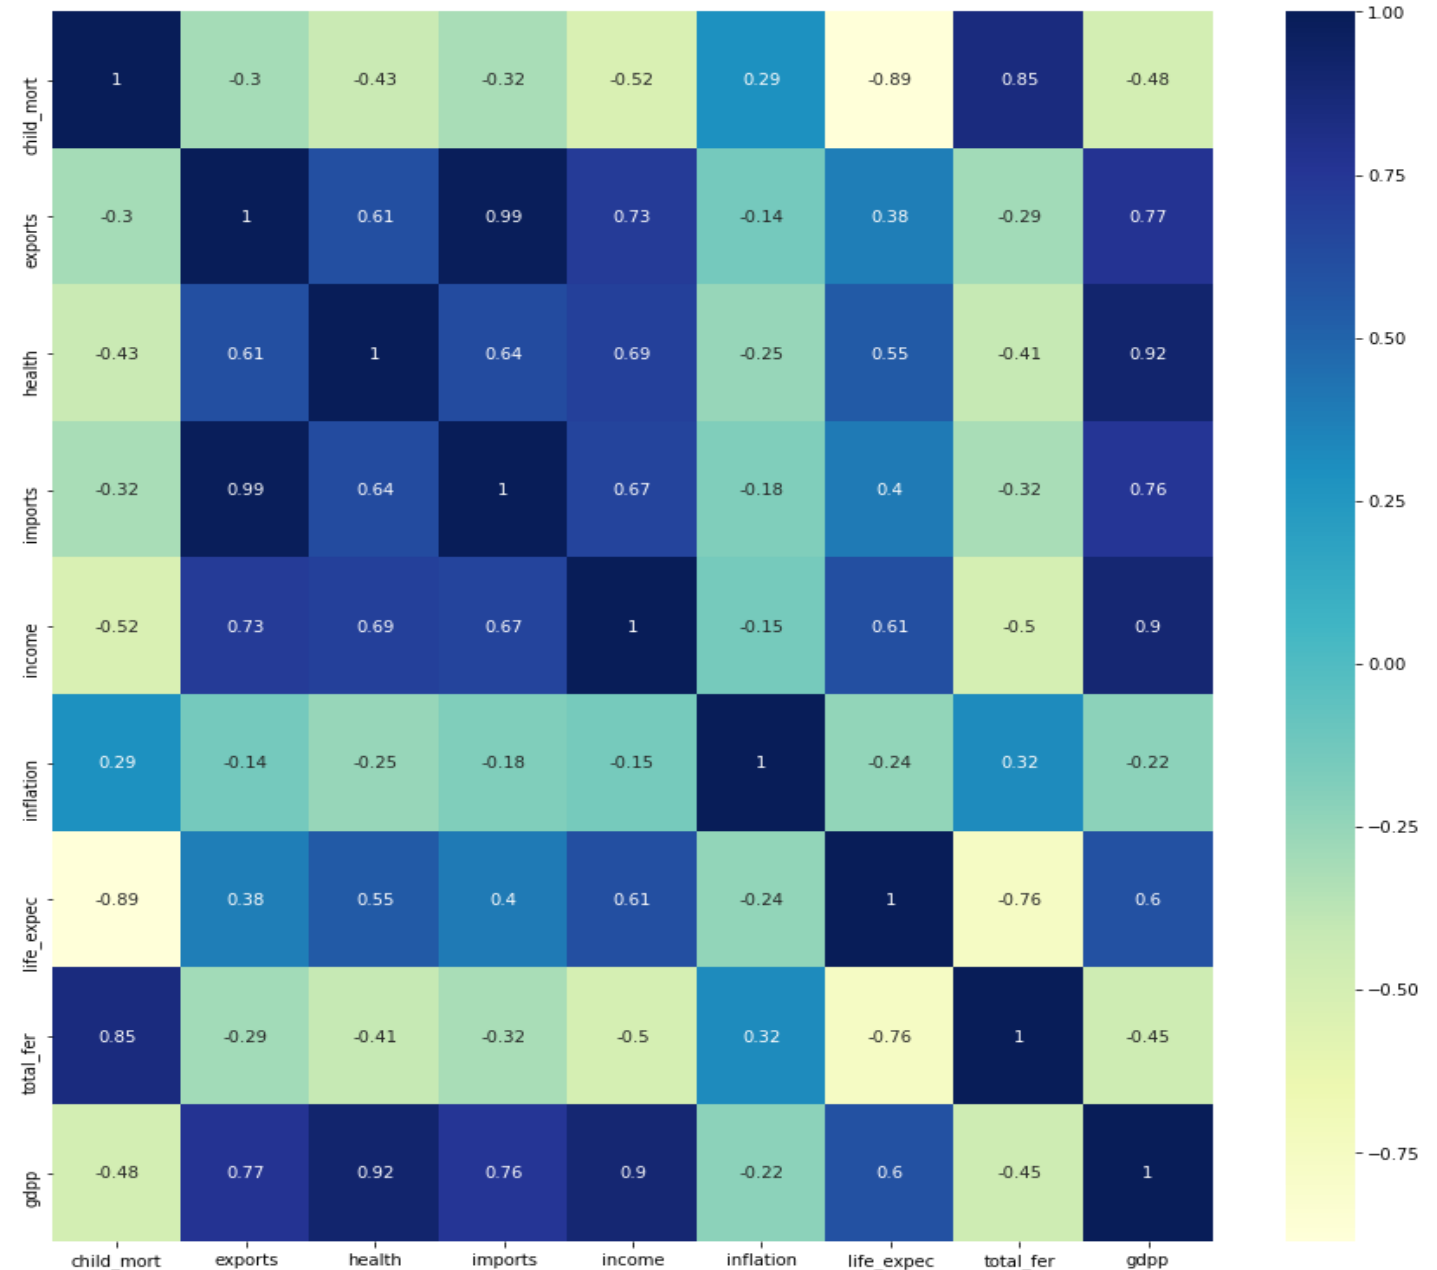 child_mort 1 -0.3 -0.43 -0.32 -0.52 0.29 -0.89 0.85 -0.48
exports -0.3 1 0.61 0.99 0.73 -0.14 0.38 -0.29 0.77
health -0.43 0.61 1 0.64 0.69 -0.25 0.55 -0.41 0.92
imports -0.32 0.99 0.64 1 0.67 -0.18 0.4 -0.32 0.76
income -0.52 0.73 0.69 0.67 1 -0.15 0.61 -0.5 0.9
inflation 0.29 -0.14 -0.25 -0.18 -0.15 1 -0.24 0.32 -0.22
life_expec -0.89 0.38 0.55 0.4 0.61 -0.24 1 -0.76 0.6
total_fer 0.85 -0.29 -0.41 -0.32 -0.5 0.32 -0.76 1 -0.45
gdpp -0.48 0.77 0.92 0.76 0.9 -0.22 0.6 -0.45 1
child_mort exports health imports income inflation life_expec total_fer gdpp
1.00
0.75
0.50
0.25
0.00
−0.25
−0.50
−0.75